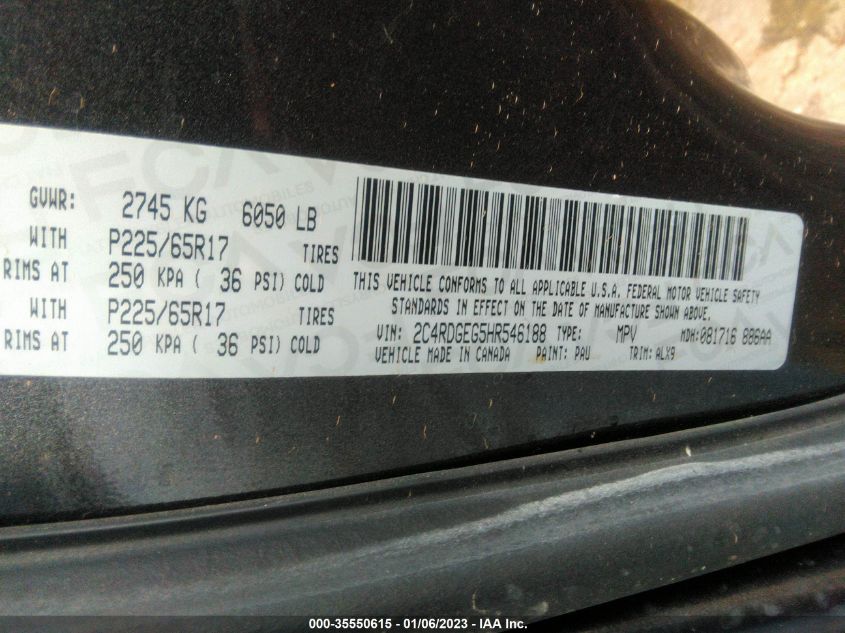 GVWR: 2745 KG 6050 LB
WITH P225/65R17 TIRES
RIMS AT 250 KPA ( 36 PSI) COLD
WITH P225/65R17 TIRES
RIMS AT 250 KPA ( 36 PSI) COLD
THIS VEHICLE CONFORMS TO ALL APPLICABLE U.S.A. FEDERAL MOTOR VEHICLE SAFETY
STANDARDS IN EFFECT ON THE DATE OF MANUFACTURE SHOWN ABOVE.
VIN: 2C4RDGEG5HR546188 TYPE: MPV MDH:081716 886AA
VEHICLE MADE IN CANADA PAINT: PAU TRIM: ALX9
000-35550615 - 01/06/2023 - IAA Inc.